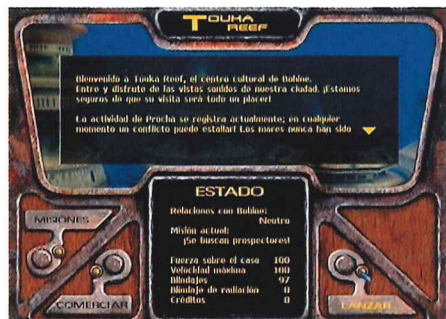 TOUKA
REEF
Bienvenido a Touka Reef, el centro cultural de Bohine.
Entre y disfrute de las vistas sonidos de nuestra ciudad. ¡Estamos
seguros de que su visita será todo un placer!
La actividad de Procha se registra actualmente; en cualquier
momento un conflicto puede estallar! Los mares nunca han sido
ESTADO
Relaciones con Bohine:
Neutro
Misión actual:
¡Se buscan prospectores!
Fuerza sobre el caso 100
Velocidad máxima 100
Blindajes 97
Blindaje de radiación 0
Créditos 0
MISIONES
COMERCIAR
LANZAR